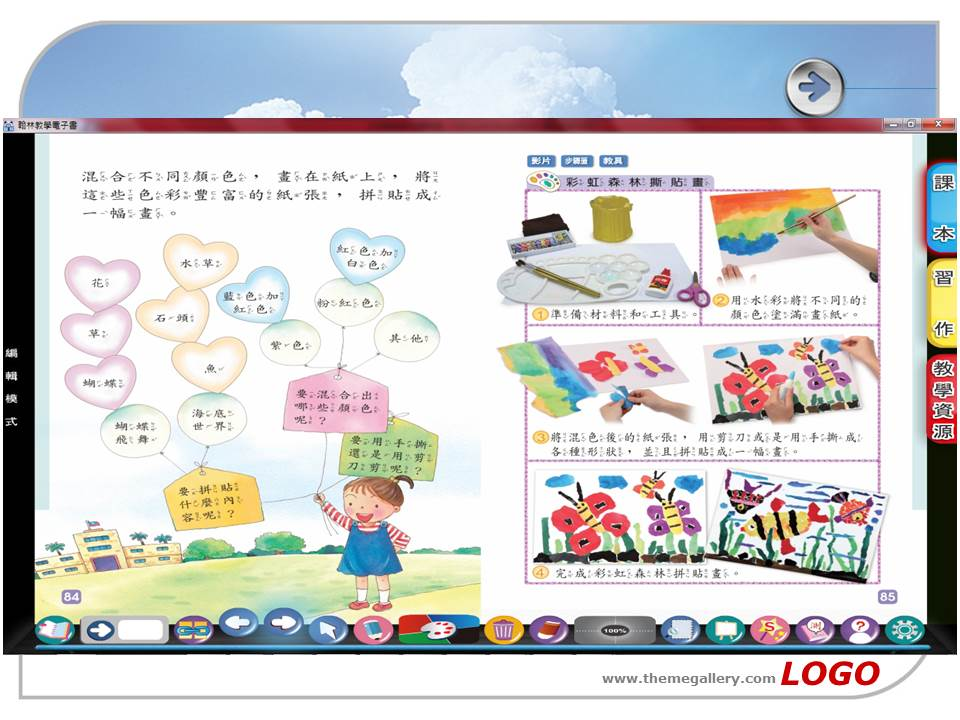 翰林教學電子書
混合不同顏色，畫在紙上，將
這些色彩豐富的紙張，拼貼成
一幅畫。
花
草
蝴蝶
水草
石頭
魚
藍色加
紅色
紅色加
白色
粉紅色
紫色
其他
蝴蝶
飛舞
海底
世界
要混合出
哪些顏色
呢？
要用手撕
還是用剪
刀剪呢？
要拼貼
什麼內
容呢？
84
影片
步驟圖
教具
彩虹森林撕貼畫
1 準備材料和工具。
2 用水彩將不同的
顏色塗滿畫紙。
3 將混色後的紙張，用剪刀或是用手撕成
各種形狀，並且拼貼成一幅畫。
4 完成彩虹森林拼貼畫。
85
課本
習作
教學資源
編輯模式
100%
S
測
?
www.themegallery.com
LOGO